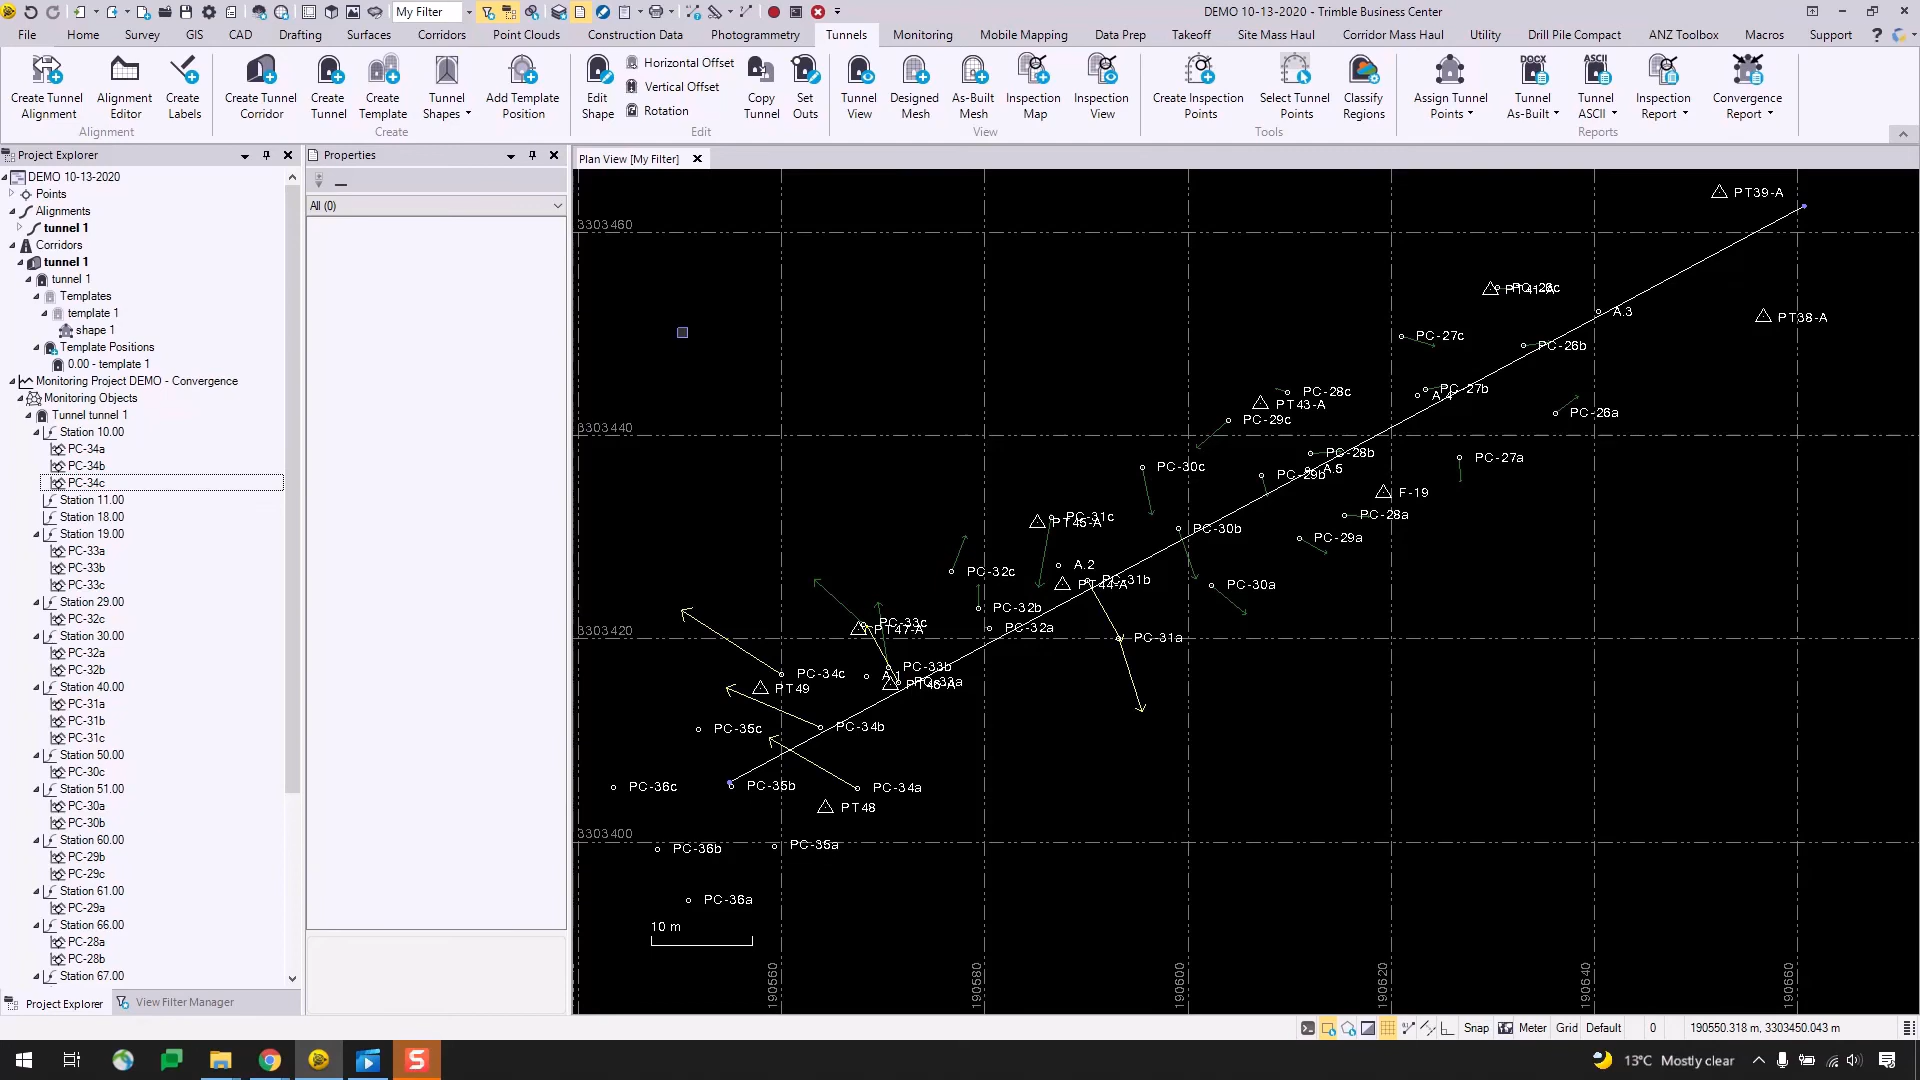 My Filter
DEMO 10-13-2020 - Trimble Business Center
File Home Survey GIS CAD Drafting Surfaces Corridors Point Clouds Construction Data Photogrammetry Tunnels Monitoring Mobile Mapping Data Prep Takeoff Site Mass Haul Corridor Mass Haul Utility Drill Pile Compact ANZ Toolbox Macros Support
Create Tunnel Alignment
Alignment Editor
Create Labels
Alignment
Create Tunnel Corridor
Create Tunnel
Create Template
Tunnel Shapes
Add Template Position
Create
Edit Shape
Horizontal Offset
Vertical Offset
Rotation
Copy Tunnel
Set Outs
Edit
Tunnel View
Designed Mesh
As-Built Mesh
Inspection Map
Inspection View
View
Create Inspection Points
Select Tunnel Points
Classify Regions
Tools
Assign Tunnel Points
DOCX
Tunnel As-Built
ASCII
Tunnel ASCII
Inspection Report
Convergence Report
Reports
Project Explorer
DEMO 10-13-2020
Points
Alignments
tunnel 1
Corridors
tunnel 1
tunnel 1
Templates
template 1
shape 1
Template Positions
0.00 - template 1
Monitoring Project DEMO - Convergence
Monitoring Objects
Tunnel tunnel 1
Station 10.00
PC-34a
PC-34b
PC-34c
Station 11.00
Station 18.00
Station 19.00
PC-33a
PC-33b
PC-33c
Station 29.00
PC-32c
Station 30.00
PC-32a
PC-32b
Station 40.00
PC-31a
PC-31b
PC-31c
Station 50.00
PC-30c
Station 51.00
PC-30a
PC-30b
Station 60.00
PC-29b
PC-29c
Station 61.00
PC-29a
Station 66.00
PC-28a
PC-28b
Station 67.00
Project Explorer
View Filter Manager
Properties
All (0)
Plan View [My Filter]
PT39-A
3303460
PT41-A
PC-26c
A.3
PT38-A
PC-27c
PC-26b
PC-28c
PC-27b
A.4
PT43-A
PC-26a
PC-29c
3303440
PC-28b
PC-27a
PC-30c
A.5
PC-29b
F-19
PC-31c
PT45-A
PC-28a
PC-30b
PC-29a
A.2
PC-32c
PC-31b
PT44-A
PC-30a
PC-32b
PC-33c
PT47-A
PC-32a
3303420
PC-31a
PC-33b
PC-34c
A.1
PC-33a
PT46-A
PT49
PC-35c
PC-34b
PC-36c
PC-35b
PC-34a
PT48
3303400
PC-36b
PC-35a
PC-36a
10 m
190560
190580
190600
190620
190640
190660
Snap Meter Grid Default 0 190550.318 m, 3303450.043 m
13°C Mostly clear